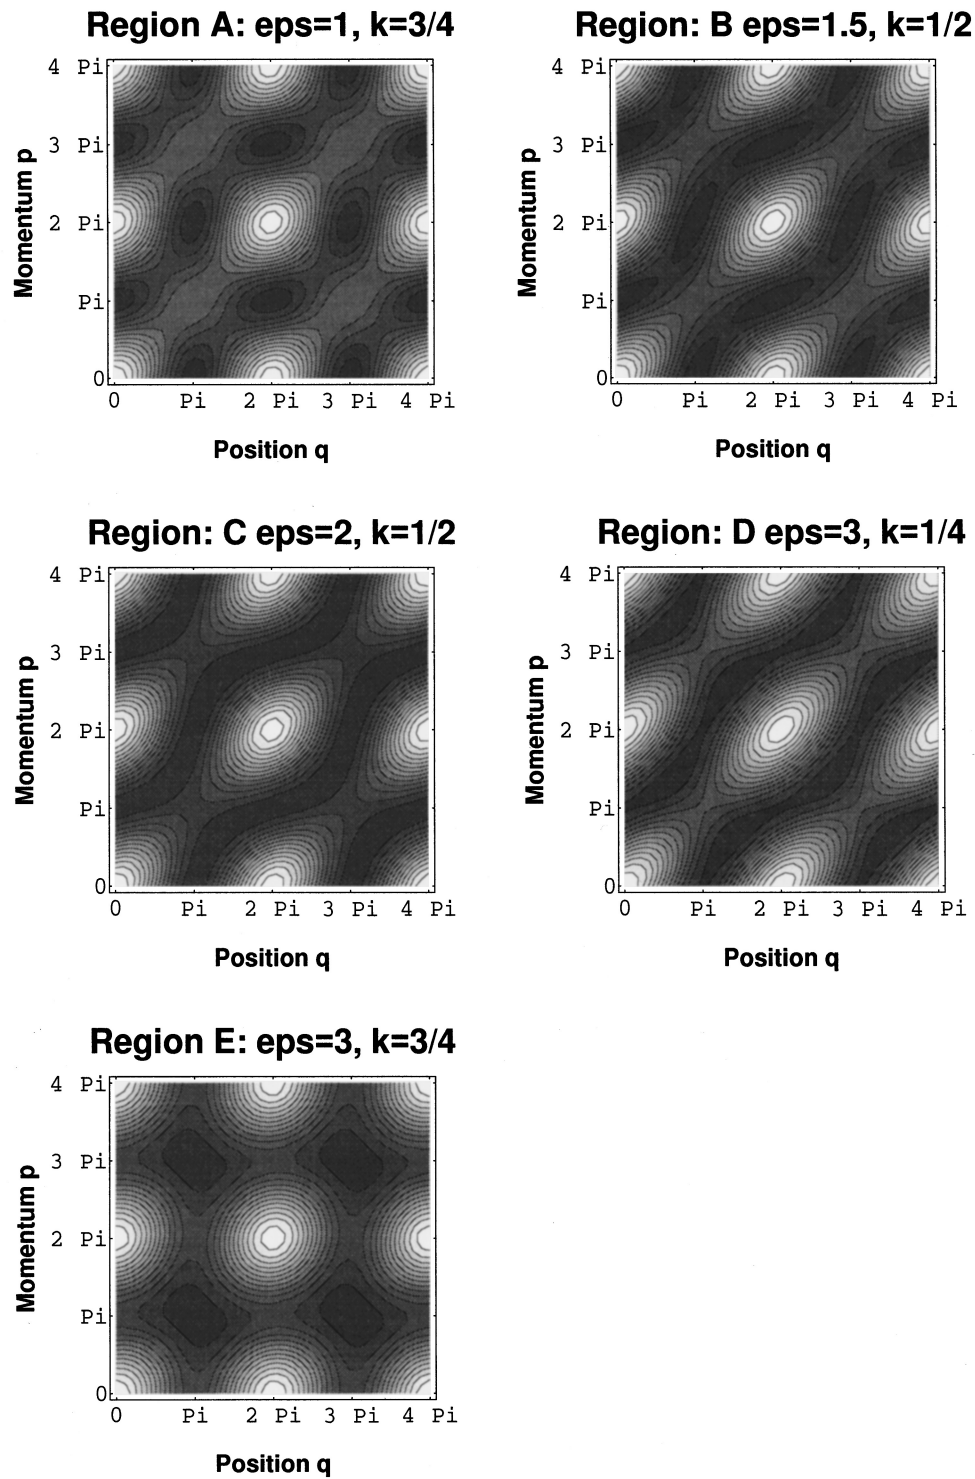 Region A: eps=1, k=3/4
Region: B eps=1.5, k=1/2
4 Pi
3 Pi
2 Pi
Pi
0
Momentum p
0 Pi 2 Pi 3 Pi 4 Pi
Position q
4 Pi
3 Pi
2 Pi
Pi
0
Momentum p
0 Pi 2 Pi 3 Pi 4 Pi
Position q
Region: C eps=2, k=1/2
Region: D eps=3, k=1/4
4 Pi
3 Pi
2 Pi
Pi
0
Momentum p
0 Pi 2 Pi 3 Pi 4 Pi
Position q
4 Pi
3 Pi
2 Pi
Pi
0
Momentum p
0 Pi 2 Pi 3 Pi 4 Pi
Position q
Region E: eps=3, k=3/4
4 Pi
3 Pi
2 Pi
Pi
0
Momentum p
0 Pi 2 Pi 3 Pi 4 Pi
Position q